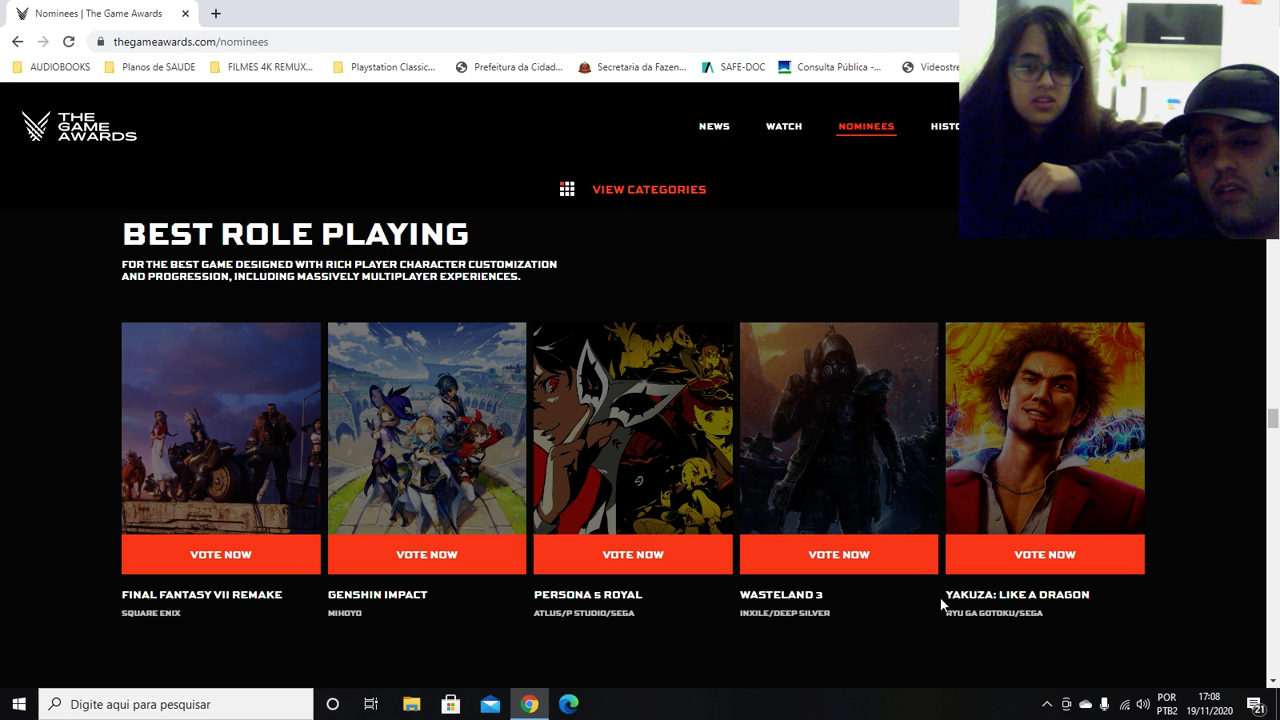 Nominees | The Game Awards
thegameawards.com/nominees
AUDIOBOOKS
Planos de SAUDE
FILMES 4K REMUX...
Playstation Classic...
Prefeitura da Cidad...
Secretaria da Fazen...
SAFE-DOC
Consulta Pública -...
Videostre
THE
GAME
AWARDS
NEWS
WATCH
NOMINEES
HISTO
VIEW CATEGORIES
BEST ROLE PLAYING
FOR THE BEST GAME DESIGNED WITH RICH PLAYER CHARACTER CUSTOMIZATION
AND PROGRESSION, INCLUDING MASSIVELY MULTIPLAYER EXPERIENCES.
VOTE NOW
VOTE NOW
VOTE NOW
VOTE NOW
VOTE NOW
FINAL FANTASY VII REMAKE
SQUARE ENIX
GENSHIN IMPACT
MIHOYO
PERSONA 5 ROYAL
ATLUS/P STUDIO/SEGA
WASTELAND 3
INXILE/DEEP SILVER
YAKUZA: LIKE A DRAGON
RYU GA GOTOKU/SEGA
Digite aqui para pesquisar
POR
PTB2
17:08
19/11/2020
21